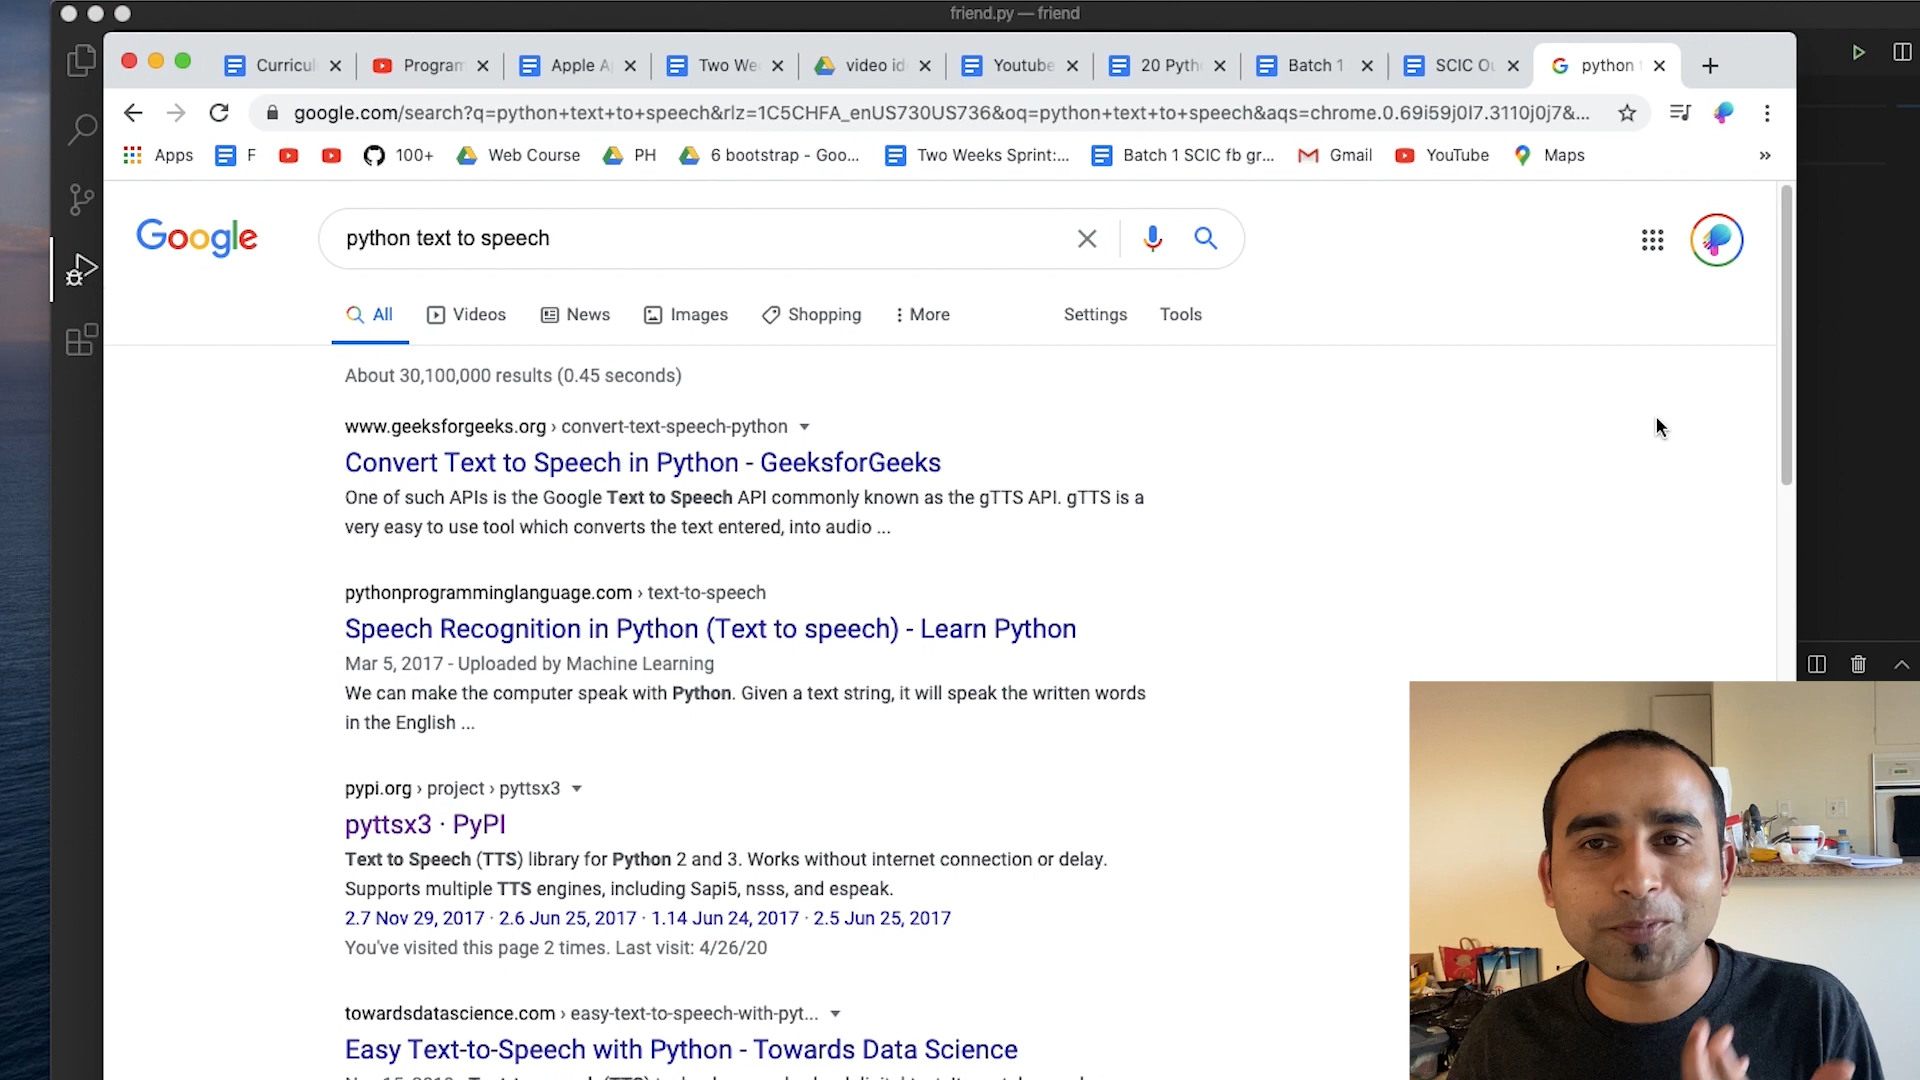 friend.py — friend
Curricul
Program
Apple A
Two We
video id
Youtube
20 Pyth
Batch 1
SCIC Ou
python t
google.com/search?q=python+text+to+speech&rlz=1C5CHFA_enUS730US736&oq=python+text+to+speech&aqs=chrome.0.69i59j0l7.3110j0j7&...
Apps
F
100+
Web Course
PH
6 bootstrap - Goo...
Two Weeks Sprint:...
Batch 1 SCIC fb gr...
Gmail
YouTube
Maps
»
Google
python text to speech
All
Videos
News
Images
Shopping
More
Settings
Tools
About 30,100,000 results (0.45 seconds)
www.geeksforgeeks.org › convert-text-speech-python
Convert Text to Speech in Python - GeeksforGeeks
One of such APIs is the Google Text to Speech API commonly known as the gTTS API. gTTS is a
very easy to use tool which converts the text entered, into audio ...
pythonprogramminglanguage.com › text-to-speech
Speech Recognition in Python (Text to speech) - Learn Python
Mar 5, 2017 - Uploaded by Machine Learning
We can make the computer speak with Python. Given a text string, it will speak the written words
in the English ...
pypi.org › project › pyttsx3
pyttsx3 · PyPI
Text to Speech (TTS) library for Python 2 and 3. Works without internet connection or delay.
Supports multiple TTS engines, including Sapi5, nsss, and espeak.
2.7 Nov 29, 2017 · 2.6 Jun 25, 2017 · 1.14 Jun 24, 2017 · 2.5 Jun 25, 2017
You've visited this page 2 times. Last visit: 4/26/20
towardsdatascience.com › easy-text-to-speech-with-pyt...
Easy Text-to-Speech with Python - Towards Data Science